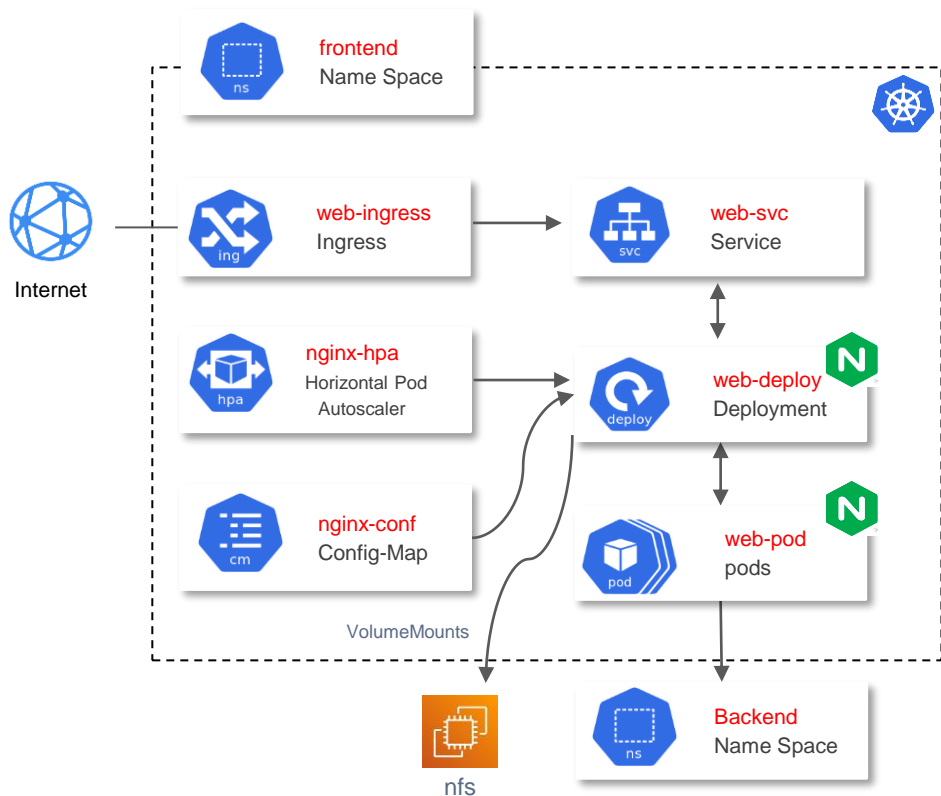 frontend
Name Space
ns
Internet
web-ingress
Ingress
ing
web-svc
Service
svc
nginx-hpa
Horizontal Pod
Autoscaler
hpa
web-deploy
Deployment
deploy
N
nginx-conf
Config-Map
cm
web-pod
pods
pod
N
VolumeMounts
nfs
Backend
Name Space
ns